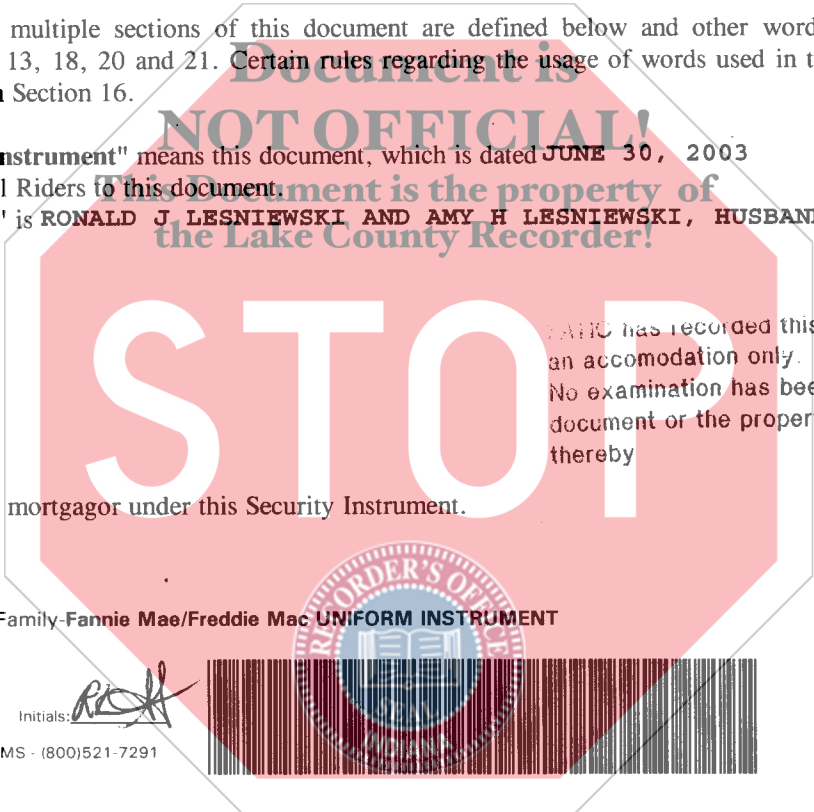 multiple sections of this document are defined below and other word
13, 18, 20 and 21. Certain rules regarding the usage of words used in t
Section 16.
Document is
NOT OFFICIAL!
This Document is the property of
the Lake County Recorder!
nstrument" means this document, which is dated JUNE 30, 2003
l Riders to this document.
" is RONALD J LESNIEWSKI AND AMY H LESNIEWSKI, HUSBAND
STOP
has recorded this
an accomodation only.
No examination has bee
document or the proper
thereby
mortgagor under this Security Instrument.
RECORDER'S OFFICE
SEAL
INDIANA
Family-Fannie Mae/Freddie Mac UNIFORM INSTRUMENT
Initials:
MS - (800)521-7291